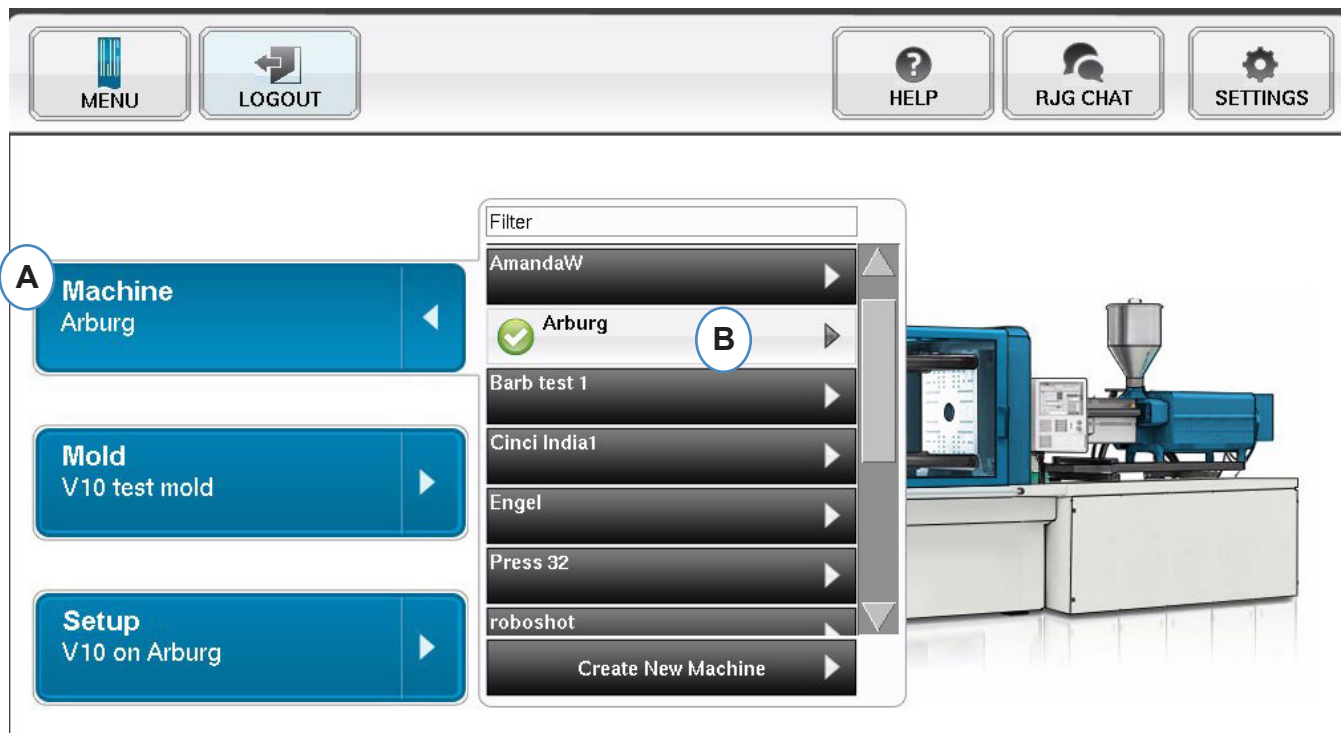 MENU
LOGOUT
HELP
RJG CHAT
SETTINGS
A
Machine
Arburg
Mold
V10 test mold
Setup
V10 on Arburg
Filter
AmandaW
Arburg
B
Barb test 1
Cinci India1
Engel
Press 32
roboshot
Create New Machine